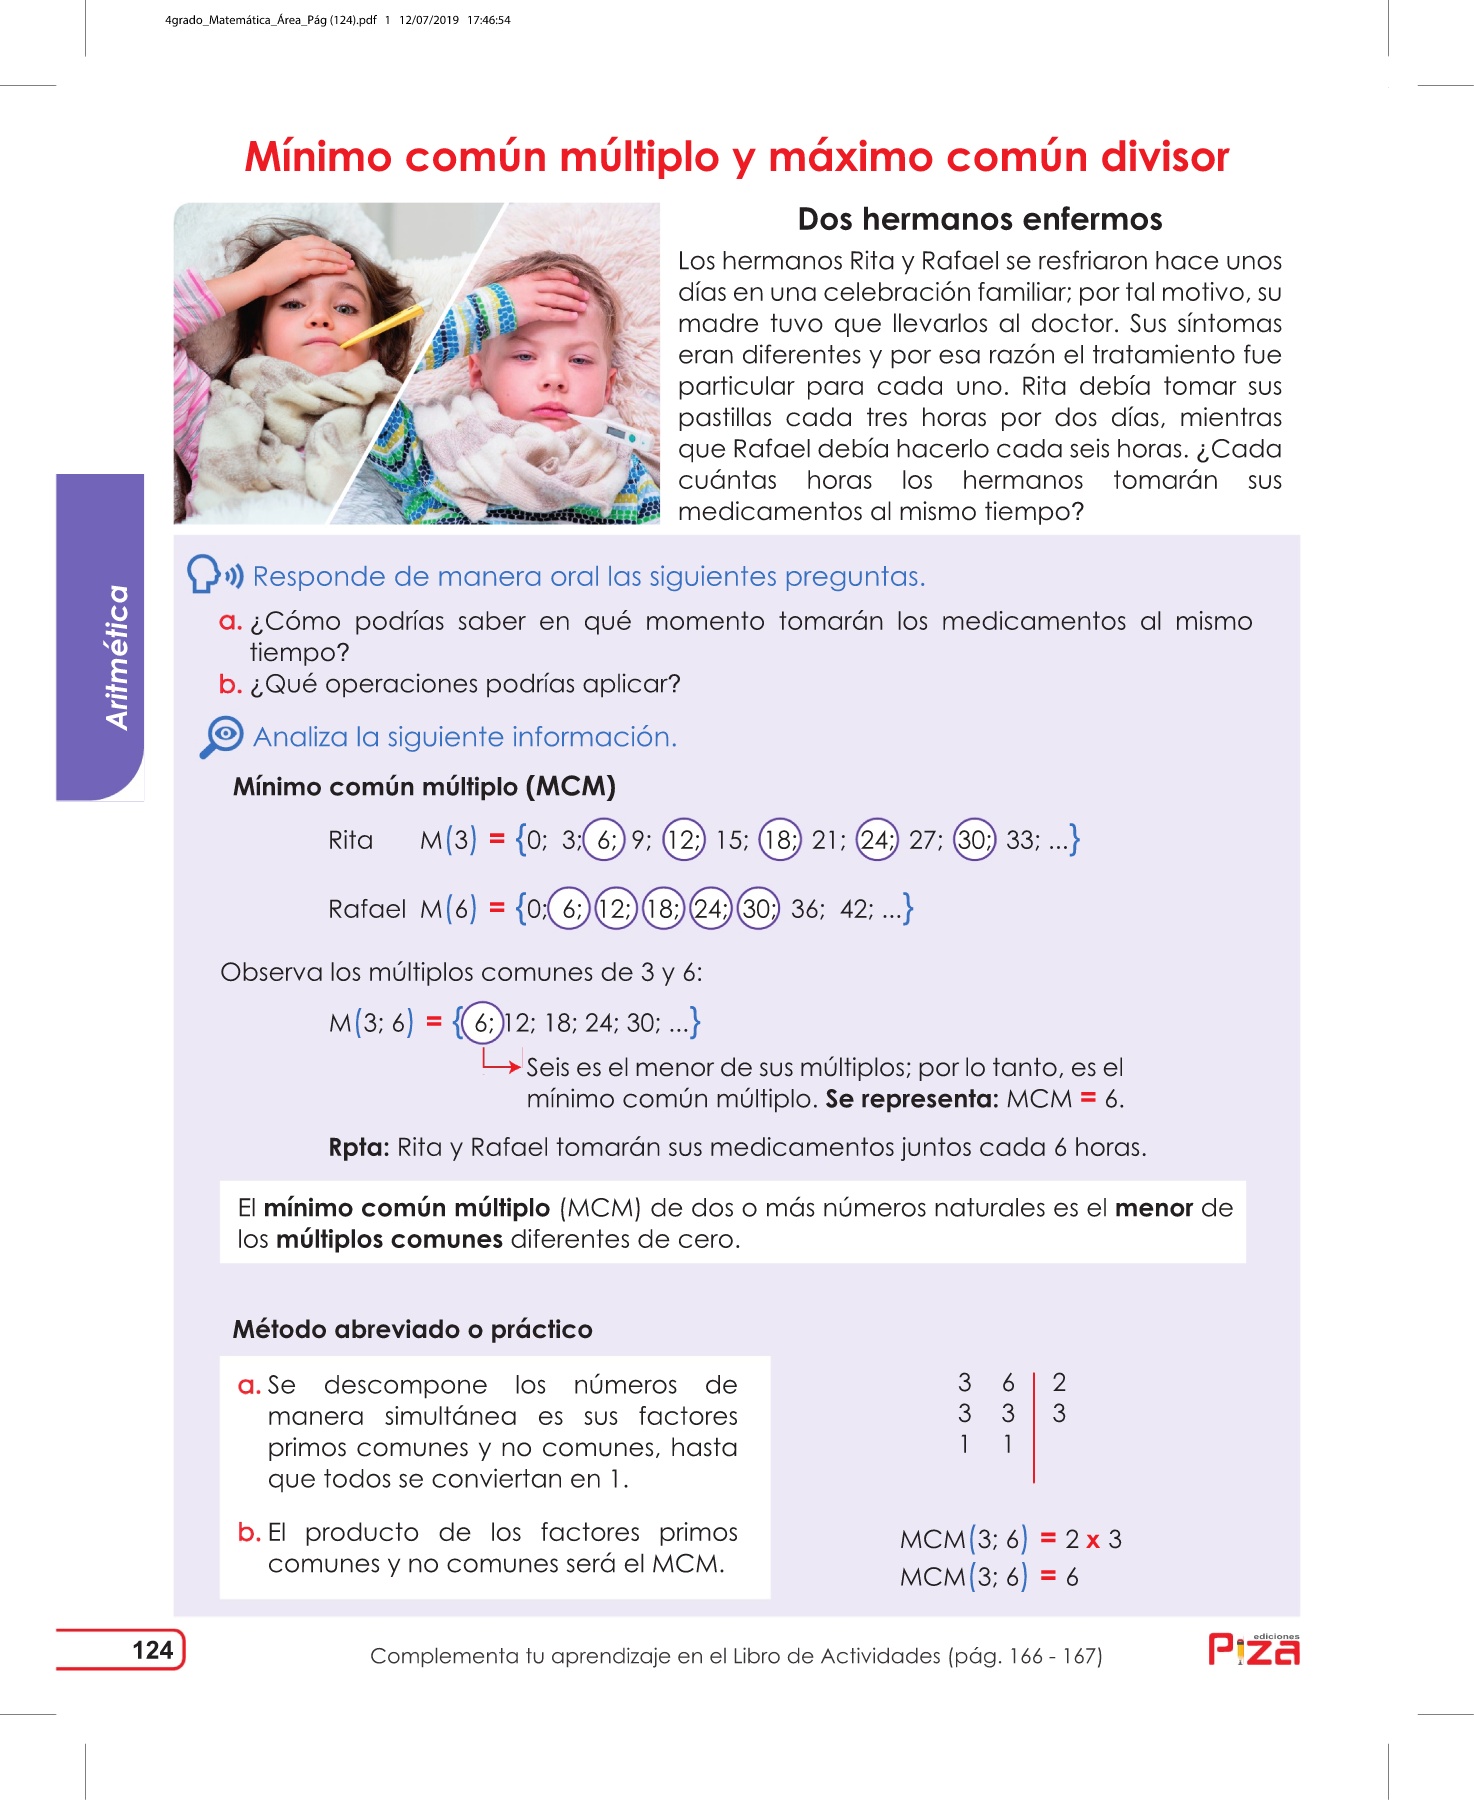 4grado_Matemática_Área_Pág (124).pdf 1 12/07/2019 17:46:54
Mínimo común múltiplo y máximo común divisor
Dos hermanos enfermos
Los hermanos Rita y Rafael se resfriaron hace unos
días en una celebración familiar; por tal motivo, su
madre tuvo que llevarlos al doctor. Sus síntomas
eran diferentes y por esa razón el tratamiento fue
particular para cada uno. Rita debía tomar sus
pastillas cada tres horas por dos días, mientras
que Rafael debía hacerlo cada seis horas. ¿Cada
cuántas horas los hermanos tomarán sus
medicamentos al mismo tiempo?
Aritmética
Responde de manera oral las siguientes preguntas.
a. ¿Cómo podrías saber en qué momento tomarán los medicamentos al mismo
tiempo?
b. ¿Qué operaciones podrías aplicar?
Analiza la siguiente información.
Mínimo común múltiplo (MCM)
Rita M(3) = {0; 3; 6; 9; 12; 15; 18; 21; 24; 27; 30; 33; ...}
Rafael M(6) = {0; 6; 12; 18; 24; 30; 36; 42; ...}
Observa los múltiplos comunes de 3 y 6:
M(3; 6) = { 6; 12; 18; 24; 30; ...}
Seis es el menor de sus múltiplos; por lo tanto, es el
mínimo común múltiplo. Se representa: MCM = 6.
Rpta: Rita y Rafael tomarán sus medicamentos juntos cada 6 horas.
El mínimo común múltiplo (MCM) de dos o más números naturales es el menor de
los múltiplos comunes diferentes de cero.
Método abreviado o práctico
a. Se descompone los números de
manera simultánea es sus factores
primos comunes y no comunes, hasta
que todos se conviertan en 1.
b. El producto de los factores primos
comunes y no comunes será el MCM.
3 6 2
3 3 3
1 1
MCM(3; 6) = 2 x 3
MCM(3; 6) = 6
124
Complementa tu aprendizaje en el Libro de Actividades (pág. 166 - 167)
ediciones
Piza